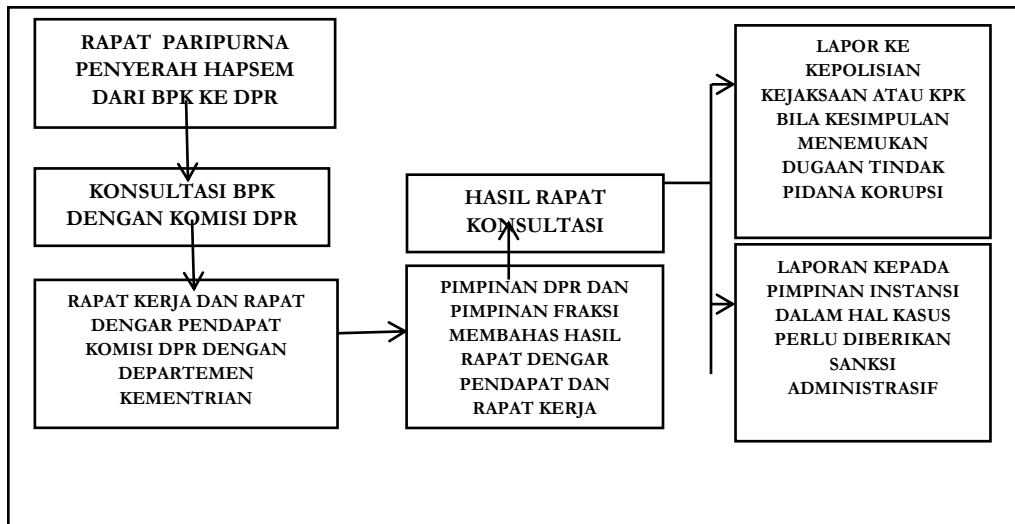 RAPAT PARIPURNA
PENYERAH HAPSEM
DARI BPK KE DPR
KONSULTASI BPK
DENGAN KOMISI DPR
RAPAT KERJA DAN RAPAT
DENGAR PENDAPAT
KOMISI DPR DENGAN
DEPARTEMEN
KEMENTRIAN
PIMPINAN DPR DAN
PIMPINAN FRAKSI
MEMBAHAS HASIL
RAPAT DENGAR
PENDAPAT DAN
RAPAT KERJA
HASIL RAPAT
KONSULTASI
LAPOR KE
KEPOLISIAN
KEJAKSAAN ATAU KPK
BILA KESIMPULAN
MENEMUKAN
DUGAAN TINDAK
PIDANA KORUPSI
LAPORAN KEPADA
PIMPINAN INSTANSI
DALAM HAL KASUS
PERLU DIBERIKAN
SANKSI
ADMINISTRASIF